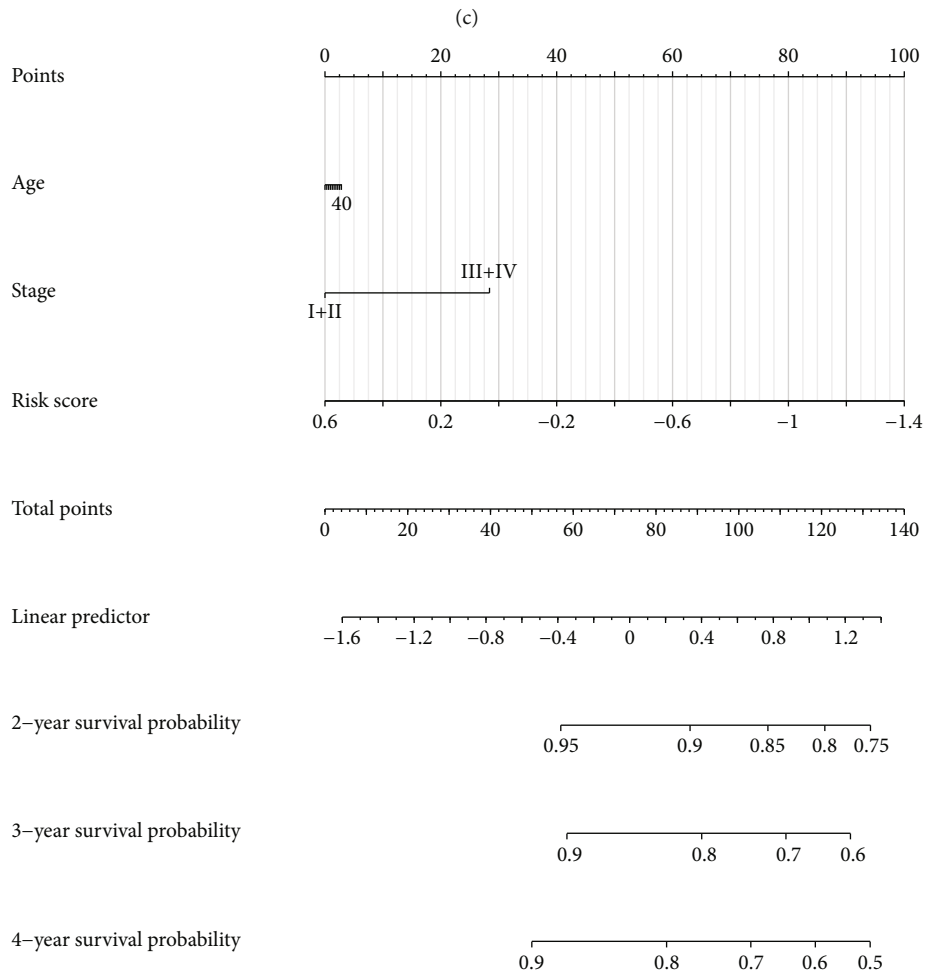 (c)
0 20 40 60 80 100
Points
Age
40
III+IV
Stage
I+II
Risk score
0.6 0.2 −0.2 −0.6 −1 −1.4
Total points
0 20 40 60 80 100 120 140
Linear predictor
−1.6 −1.2 −0.8 −0.4 0 0.4 0.8 1.2
2−year survival probability
0.95 0.9 0.85 0.8 0.75
3−year survival probability
0.9 0.8 0.7 0.6
4−year survival probability
0.9 0.8 0.7 0.6 0.5